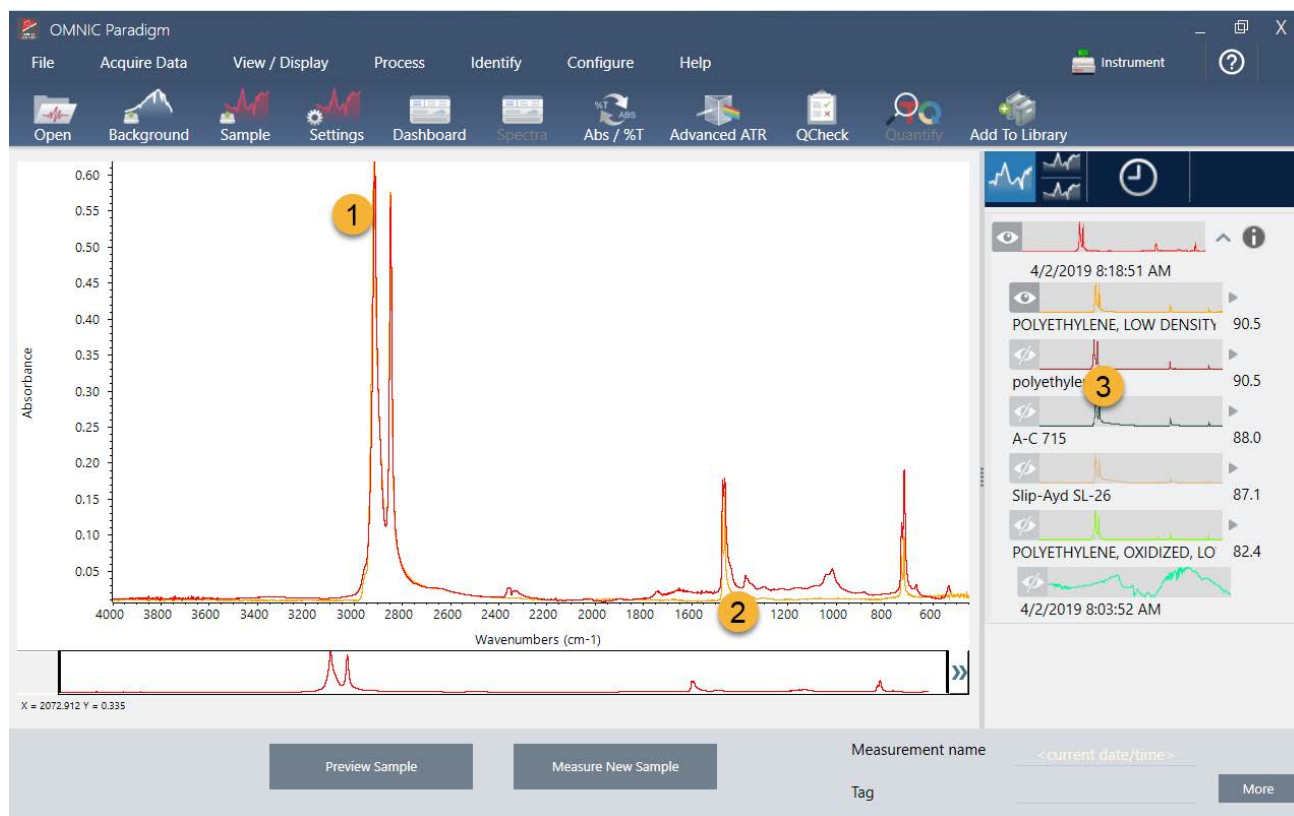 OMNIC Paradigm
File Acquire Data View / Display Process Identify Configure Help Instrument
%T ABS
Open Background Sample Settings Dashboard Spectra Abs / %T Advanced ATR QCheck Quantify Add To Library
0.60
1
0.55
0.50
0.45
0.40
0.35
0.30
0.25
0.20
0.15
0.10
0.05
Absorbance
4000 3800 3600 3400 3200 3000 2800 2600 2400 2200 2000 1800 1600 2 1200 1000 800 600
Wavenumbers (cm-1)
X = 2072.912 Y = 0.335
4/2/2019 8:18:51 AM
POLYETHYLENE, LOW DENSITY 90.5
polyethyle 3 90.5
A-C 715 88.0
Slip-Ayd SL-26 87.1
POLYETHYLENE, OXIDIZED, LO 82.4
4/2/2019 8:03:52 AM
Preview Sample Measure New Sample
Measurement name <current date/time>
Tag
More